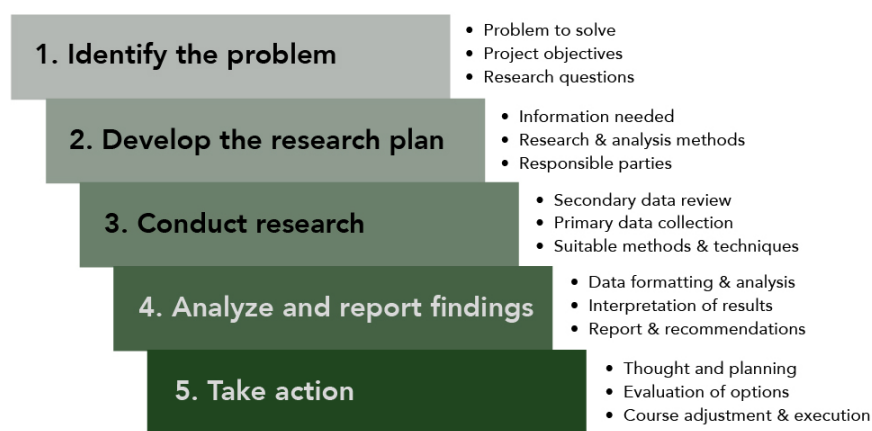 1. Identify the problem
• Problem to solve
• Project objectives
• Research questions
2. Develop the research plan
• Information needed
• Research & analysis methods
• Responsible parties
3. Conduct research
• Secondary data review
• Primary data collection
• Suitable methods & techniques
4. Analyze and report findings
• Data formatting & analysis
• Interpretation of results
• Report & recommendations
5. Take action
• Thought and planning
• Evaluation of options
• Course adjustment & execution